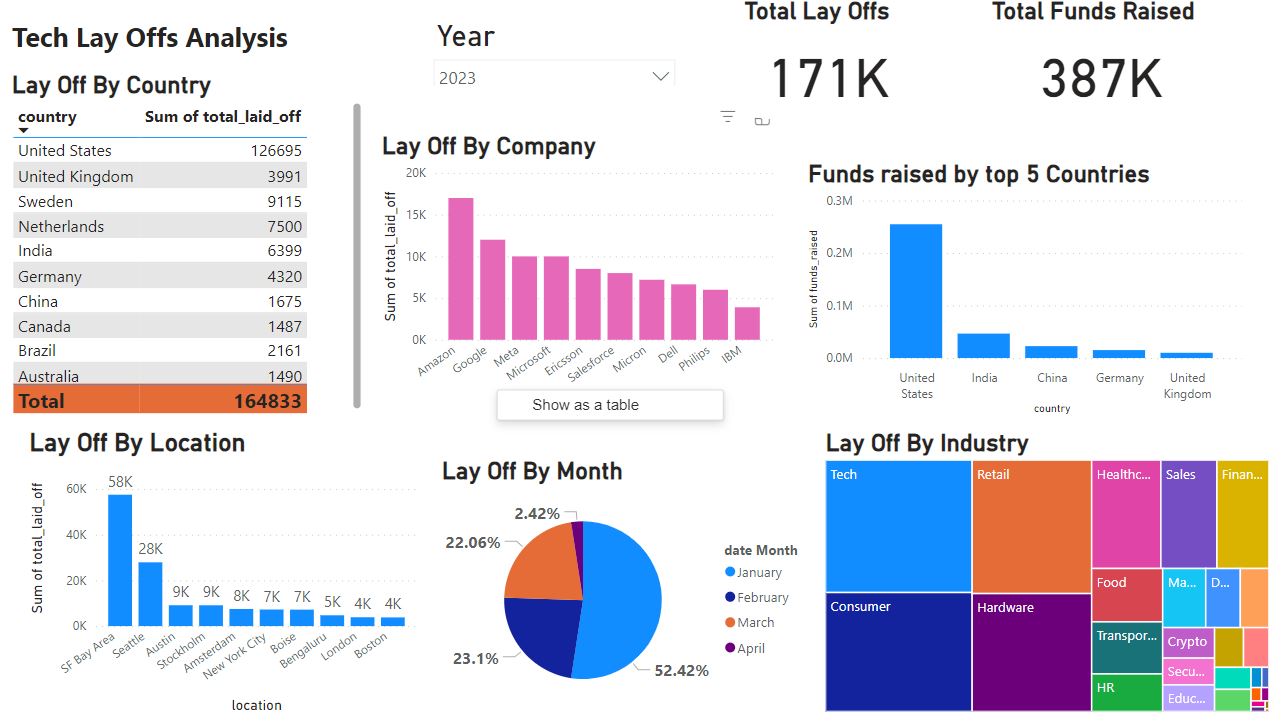 Tech Lay Offs Analysis
Year
2023
Total Lay Offs
171K
Total Funds Raised
387K
Lay Off By Country
country Sum of total_laid_off
United States 126695
United Kingdom 3991
Sweden 9115
Netherlands 7500
India 6399
Germany 4320
China 1675
Canada 1487
Brazil 2161
Australia 1490
Total 164833
Lay Off By Company
Sum of total_laid_off
20K
15K
10K
5K
0K
Amazon
Google
Meta
Microsoft
Ericsson
Salesforce
Micron
Dell
Philips
IBM
Show as a table
Funds raised by top 5 Countries
Sum of funds_raised
0.3M
0.2M
0.1M
0.0M
United
States
India
China
Germany
United
Kingdom
country
Lay Off By Location
Sum of total_laid_off
60K
40K
20K
0K
58K
28K
9K
9K
8K
7K
7K
5K
4K
4K
SF Bay Area
Seattle
Austin
Stockholm
Amsterdam
New York City
Boise
Bengaluru
London
Boston
location
Lay Off By Month
2.42%
22.06%
23.1%
52.42%
date Month
January
February
March
April
Lay Off By Industry
Tech
Retail
Healthc...
Sales
Finan...
Consumer
Hardware
Food
Ma...
D...
Transpor...
Crypto
Secu...
HR
Educ...